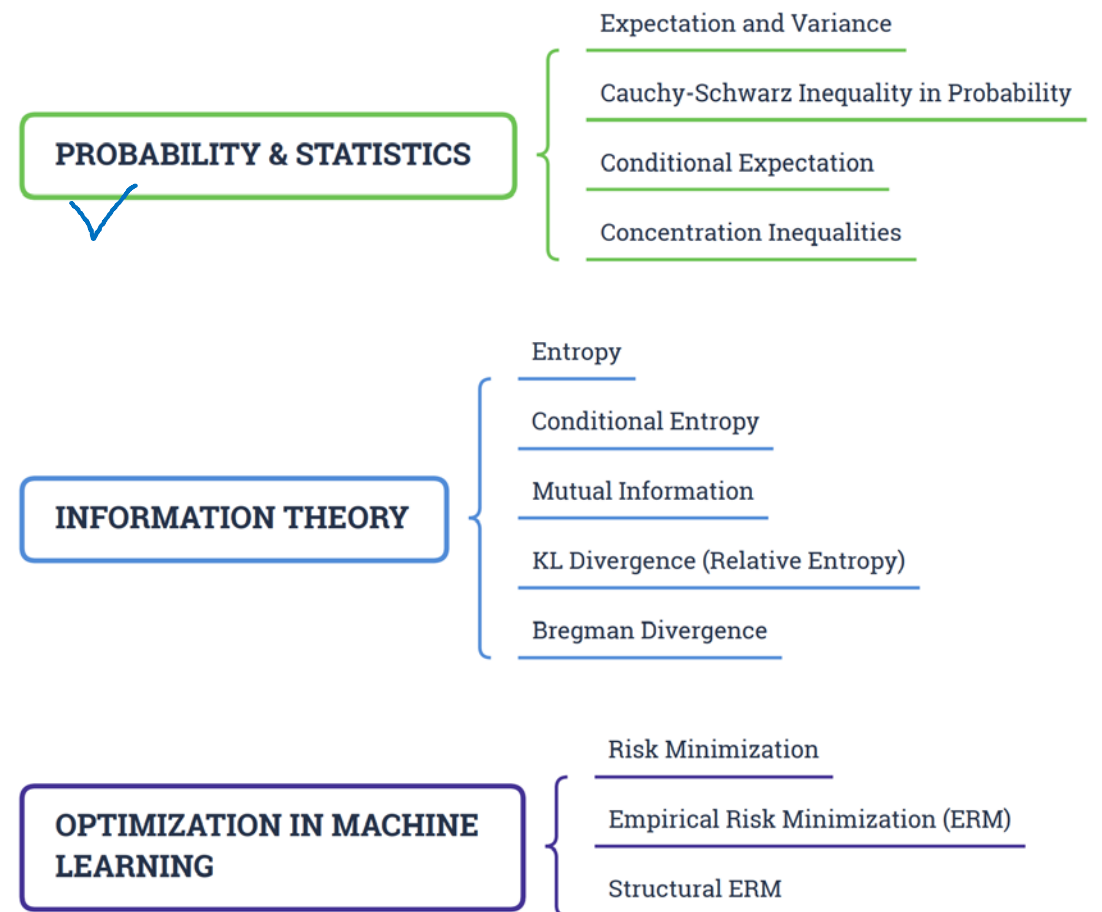 PROBABILITY & STATISTICS
Expectation and Variance
Cauchy-Schwarz Inequality in Probability
Conditional Expectation
Concentration Inequalities
INFORMATION THEORY
Entropy
Conditional Entropy
Mutual Information
KL Divergence (Relative Entropy)
Bregman Divergence
OPTIMIZATION IN MACHINE
LEARNING
Risk Minimization
Empirical Risk Minimization (ERM)
Structural ERM